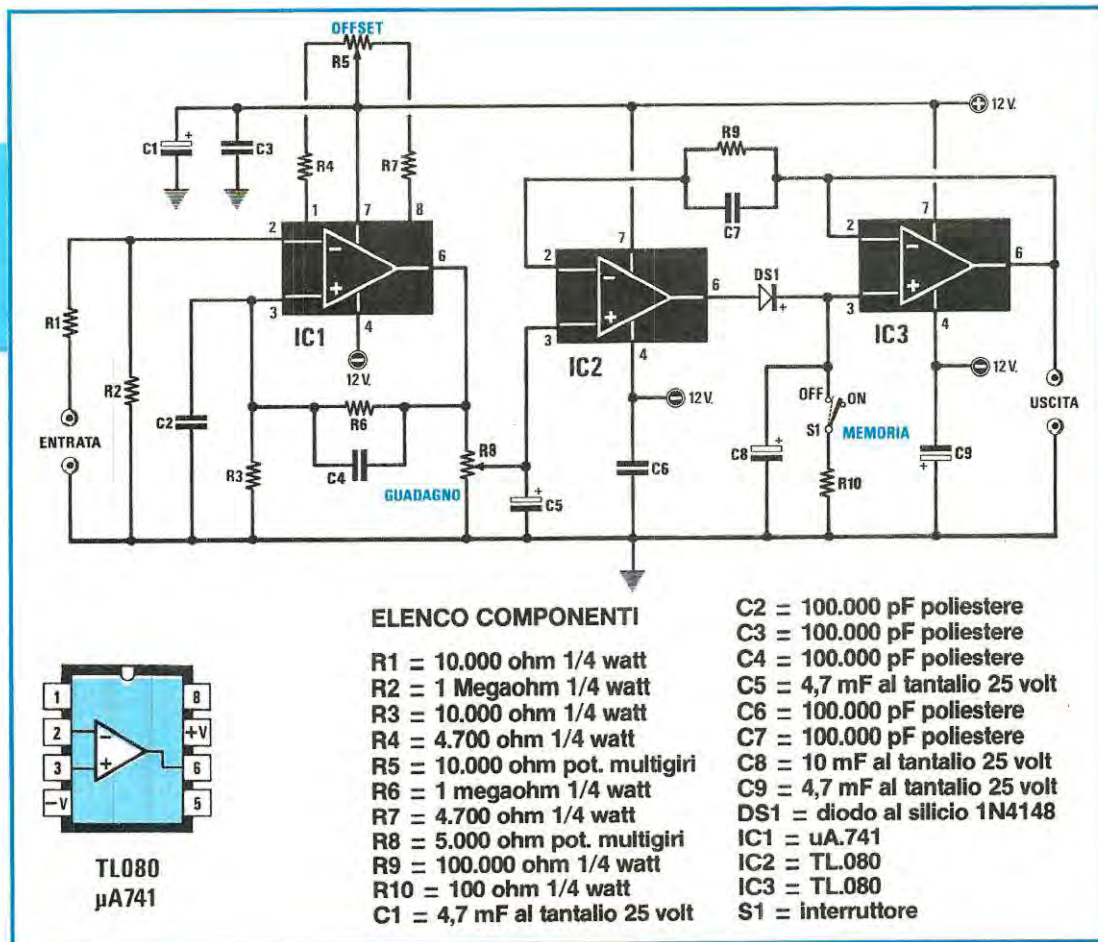 OFFSET
R5
12 V.
C1
+
C3
R4
R7
R9
C7
1
7
8
2
6
3
4
IC1
12 V.
R1
R2
ENTRATA
C2
R3
R6
C4
R8
GUADAGNO
C5
+
2
7
6
3
4
IC2
12 V.
C6
DS1
+
2
7
6
3
4
IC3
12 V.
OFF
ON
S1
MEMORIA
C8
+
R10
C9
+
USCITA
1
2
3
-V
8
+V
6
5
TL080
µA741
ELENCO COMPONENTI
R1 = 10.000 ohm 1/4 watt
R2 = 1 Megaohm 1/4 watt
R3 = 10.000 ohm 1/4 watt
R4 = 4.700 ohm 1/4 watt
R5 = 10.000 ohm pot. multigiri
R6 = 1 megaohm 1/4 watt
R7 = 4.700 ohm 1/4 watt
R8 = 5.000 ohm pot. multigiri
R9 = 100.000 ohm 1/4 watt
R10 = 100 ohm 1/4 watt
C1 = 4,7 mF al tantalio 25 volt
C2 = 100.000 pF poliestere
C3 = 100.000 pF poliestere
C4 = 100.000 pF poliestere
C5 = 4,7 mF al tantalio 25 volt
C6 = 100.000 pF poliestere
C7 = 100.000 pF poliestere
C8 = 10 mF al tantalio 25 volt
C9 = 4,7 mF al tantalio 25 volt
DS1 = diodo al silicio 1N4148
IC1 = uA.741
IC2 = TL.080
IC3 = TL.080
S1 = interruttore